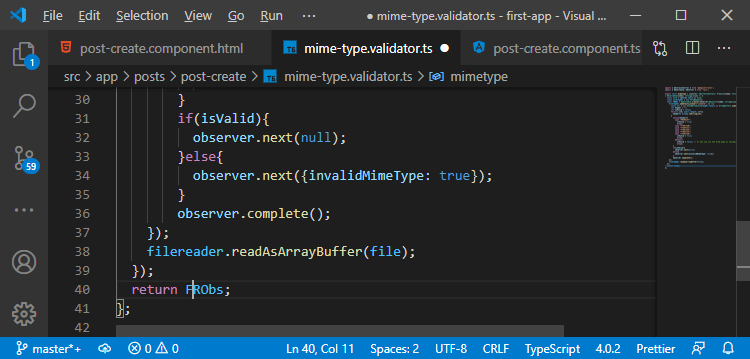 File Edit Selection View Go Run ··· ● mime-type.validator.ts - first-app - Visual ...
post-create.component.html mime-type.validator.ts ● post-create.component.ts ···
src > app > posts > post-create > TS mime-type.validator.ts > mimetype
1
59
30 }
31 if(isValid){
32 observer.next(null);
33 }else{
34 observer.next({invalidMimeType: true});
35 }
36 observer.complete();
37 });
38 filereader.readAsArrayBuffer(file);
39 });
40 return FRObs;
41 };
42
master*+ 0 0 Ln 40, Col 11 Spaces: 2 UTF-8 CRLF TypeScript 4.0.2 Prettier